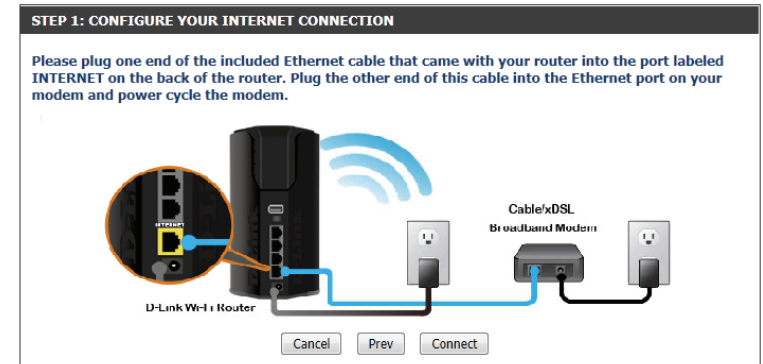 STEP 1: CONFIGURE YOUR INTERNET CONNECTION
Please plug one end of the included Ethernet cable that came with your router into the port labeled
INTERNET on the back of the router. Plug the other end of this cable into the Ethernet port on your
modem and power cycle the modem.
INTERNET
Cable/xDSL
Broadband Modem
D-Link Wi-Fi Router
Cancel Prev Connect